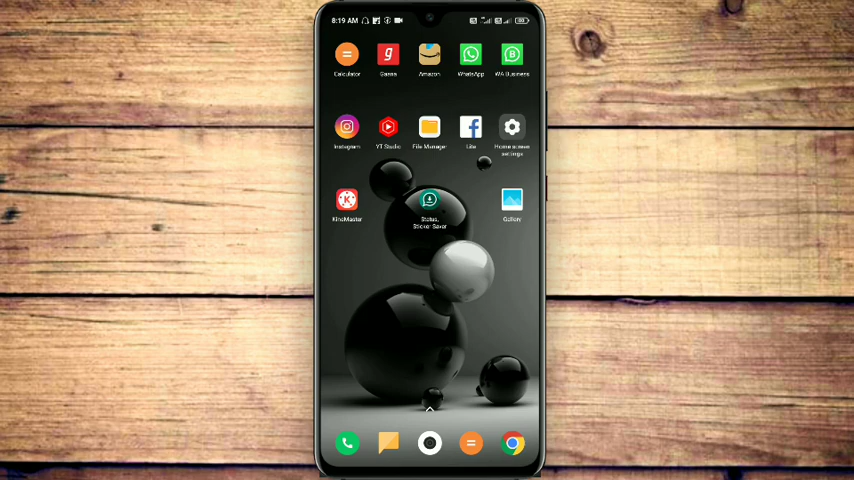 8:19 AM
Calculator
Gaana
Amazon
WhatsApp
WA Business
Instagram
YT Studio
File Manager
Lite
Home screen
settings
KineMaster
Status,
Sticker Saver
Gallery